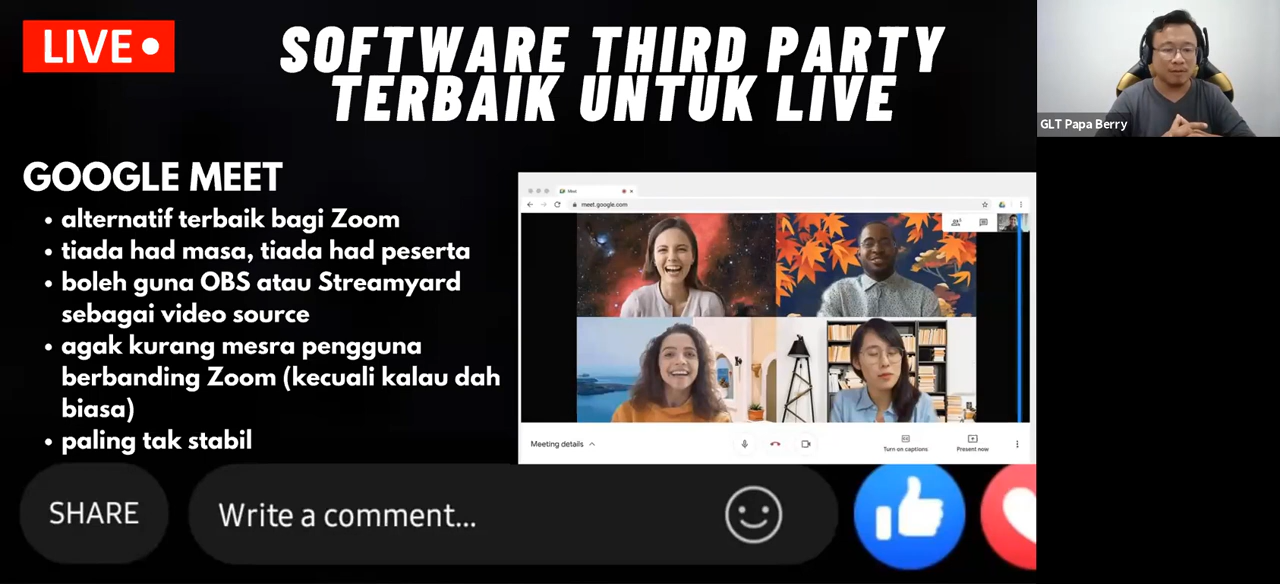 LIVE
SOFTWARE THIRD PARTY
TERBAIK UNTUK LIVE
GLT Papa Berry
GOOGLE MEET
• alternatif terbaik bagi Zoom
• tiada had masa, tiada had peserta
• boleh guna OBS atau Streamyard
sebagai video source
• agak kurang mesra pengguna
berbanding Zoom (kecuali kalau dah
biasa)
• paling tak stabil
Meet
meet.google.com
Meeting details
Turn on captions
Present now
SHARE
Write a comment...